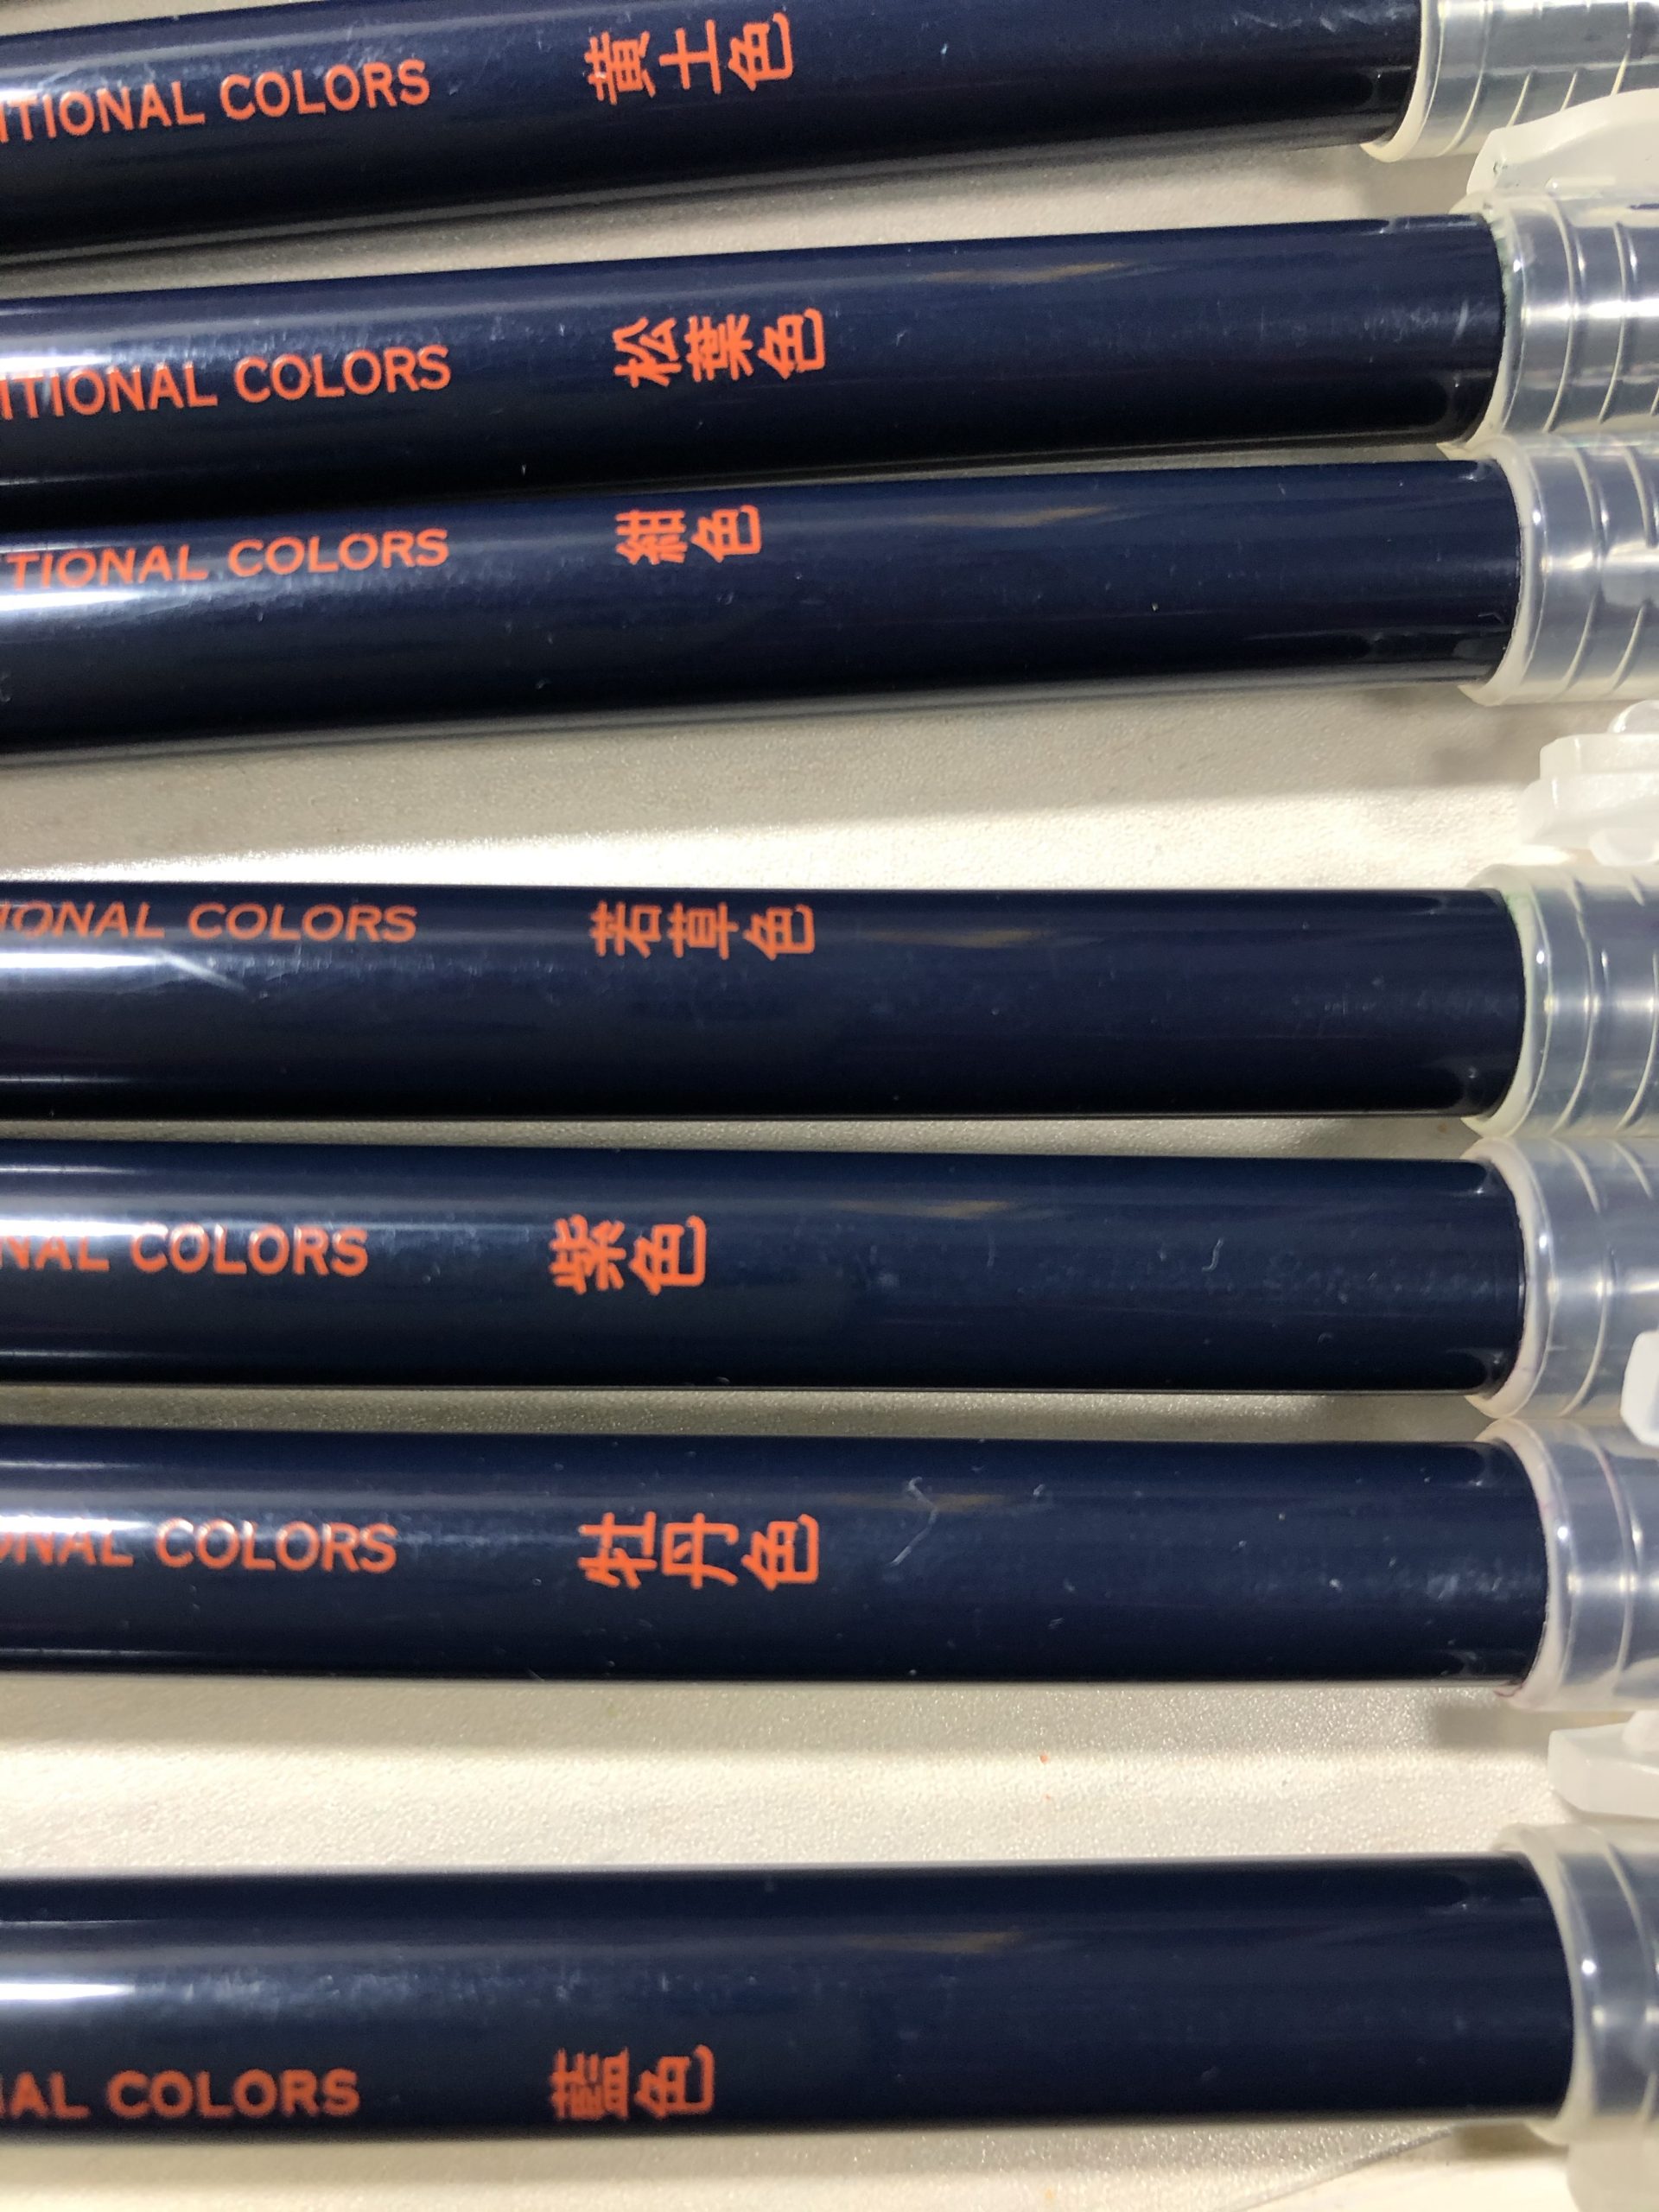 ITIONAL COLORS 黄土色
ITIONAL COLORS 松葉色
TIONAL COLORS 紺色
IONAL COLORS 若草色
NAL COLORS 紫色
ONAL COLORS 牡丹色
NAL COLORS 藍色